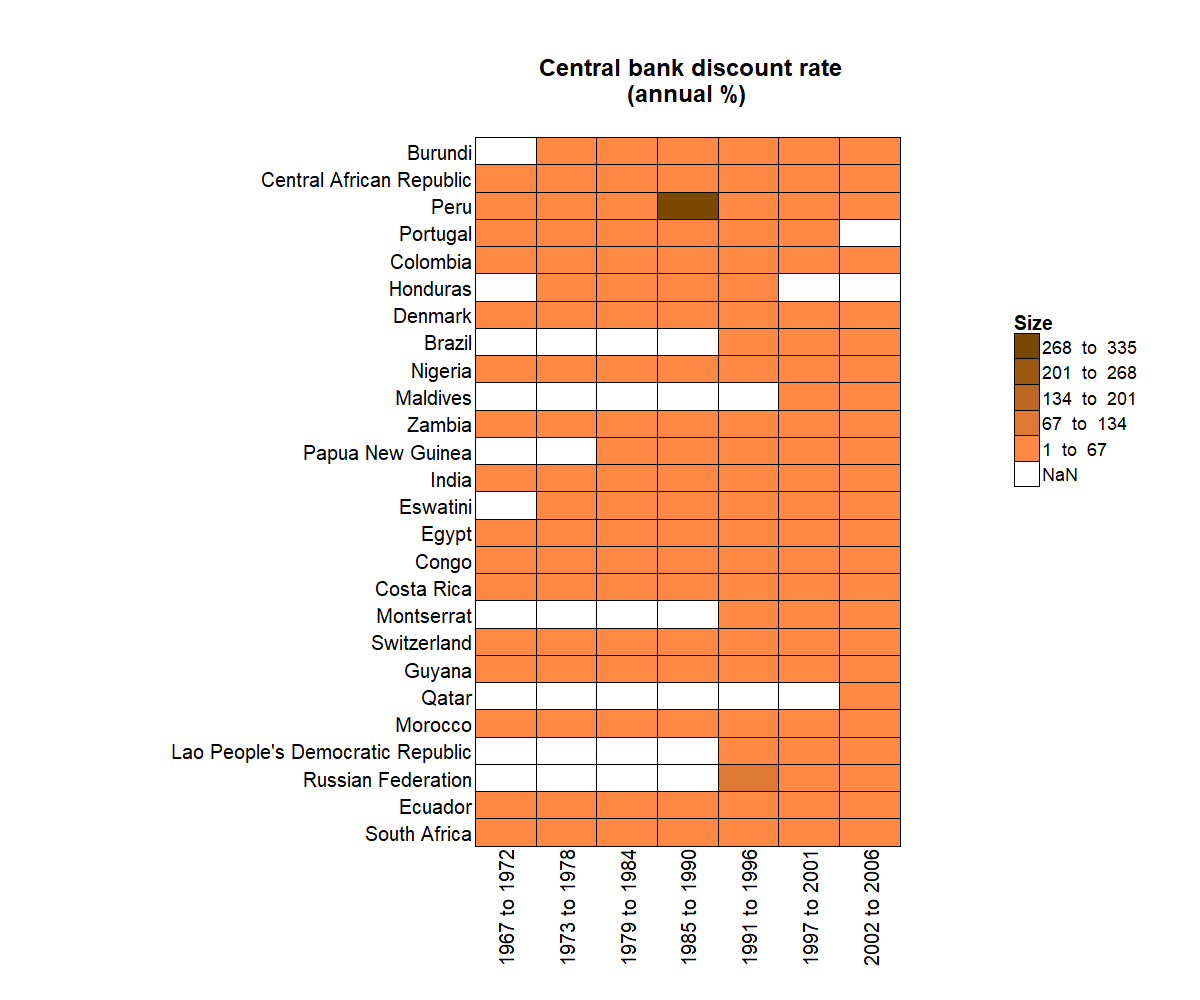 Central bank discount rate
(annual %)
Burundi
Central African Republic
Peru
Portugal
Colombia
Honduras
Denmark
Brazil
Nigeria
Maldives
Zambia
Papua New Guinea
India
Eswatini
Egypt
Congo
Costa Rica
Montserrat
Switzerland
Guyana
Qatar
Morocco
Lao People's Democratic Republic
Russian Federation
Ecuador
South Africa
1967 to 1972
1973 to 1978
1979 to 1984
1985 to 1990
1991 to 1996
1997 to 2001
2002 to 2006
Size
268 to 335
201 to 268
134 to 201
67 to 134
1 to 67
NaN